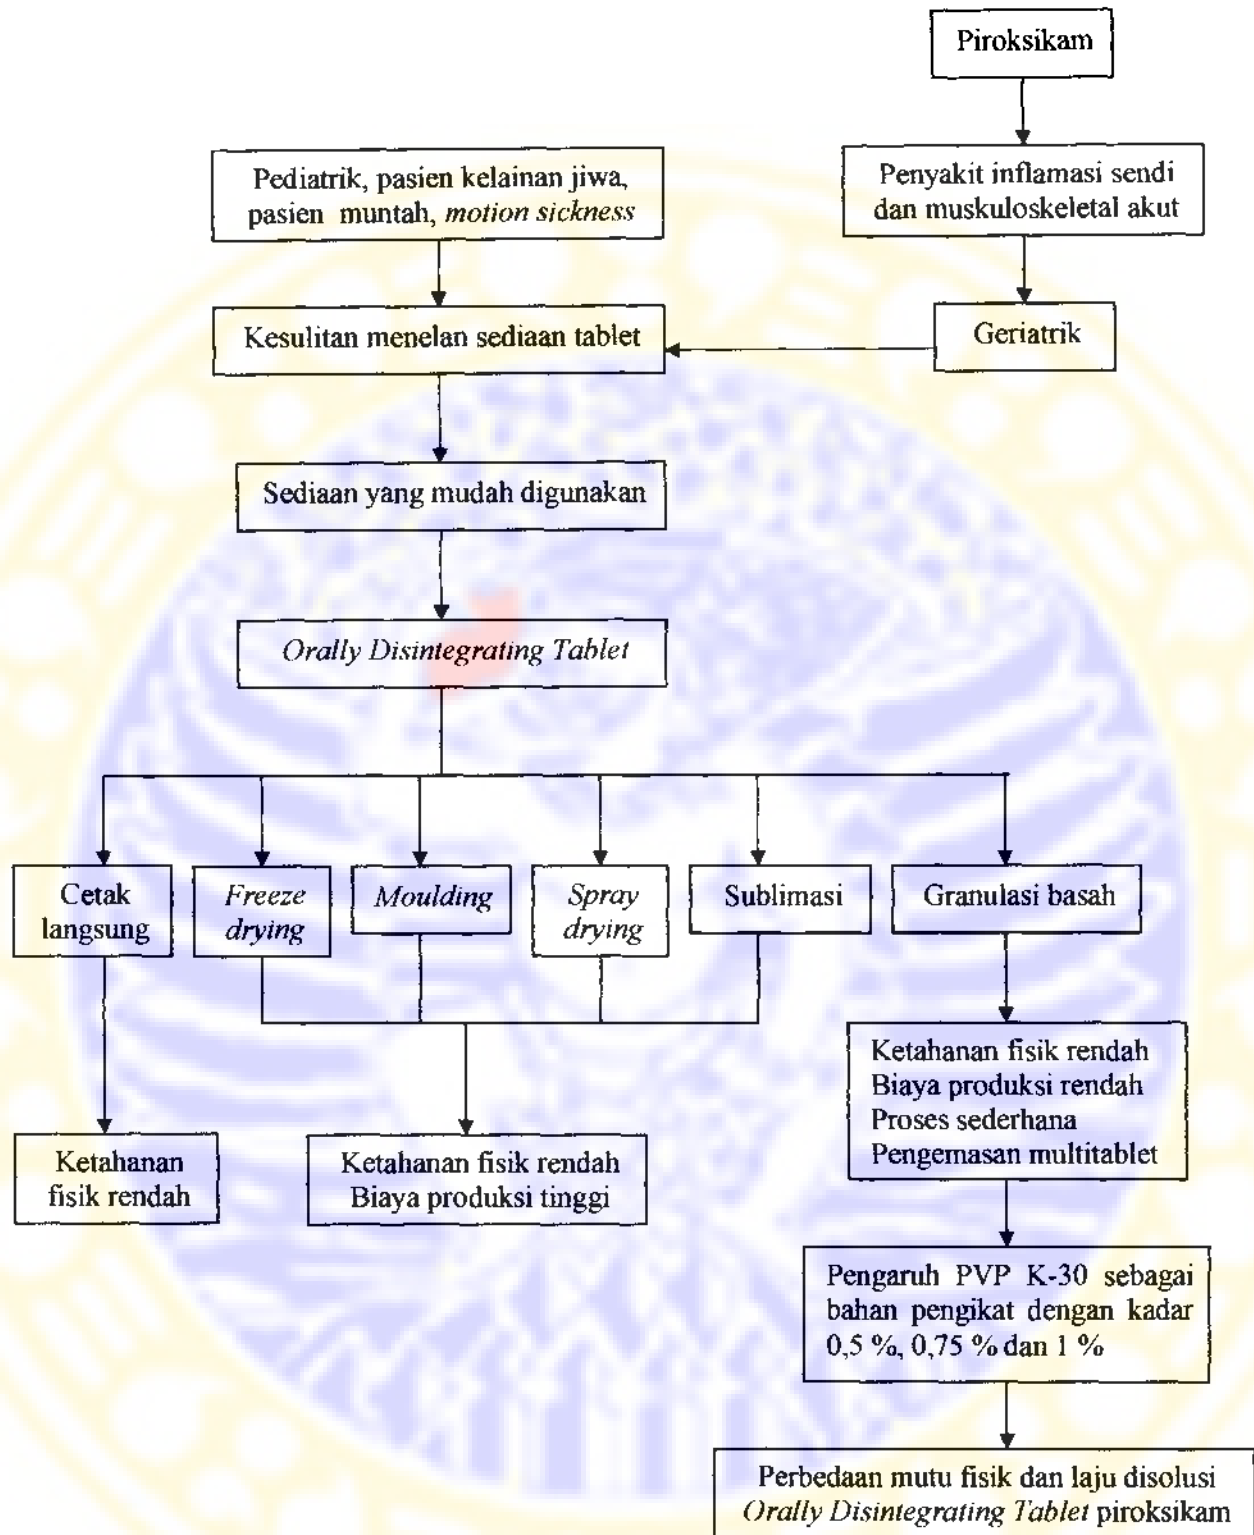 Piroksikam
Pediatrik, pasien kelainan jiwa,
pasien muntah, motion sickness
Penyakit inflamasi sendi
dan muskuloskeletal akut
Kesulitan menelan sediaan tablet
Geriatrik
Sediaan yang mudah digunakan
Orally Disintegrating Tablet
Cetak
langsung
Freeze
drying
Moulding
Spray
drying
Sublimasi
Granulasi basah
Ketahanan
fisik rendah
Ketahanan fisik rendah
Biaya produksi tinggi
Ketahanan fisik rendah
Biaya produksi rendah
Proses sederhana
Pengemasan multitablet
Pengaruh PVP K-30 sebagai
bahan pengikat dengan kadar
0,5 %, 0,75 % dan 1 %
Perbedaan mutu fisik dan laju disolusi
Orally Disintegrating Tablet piroksikam